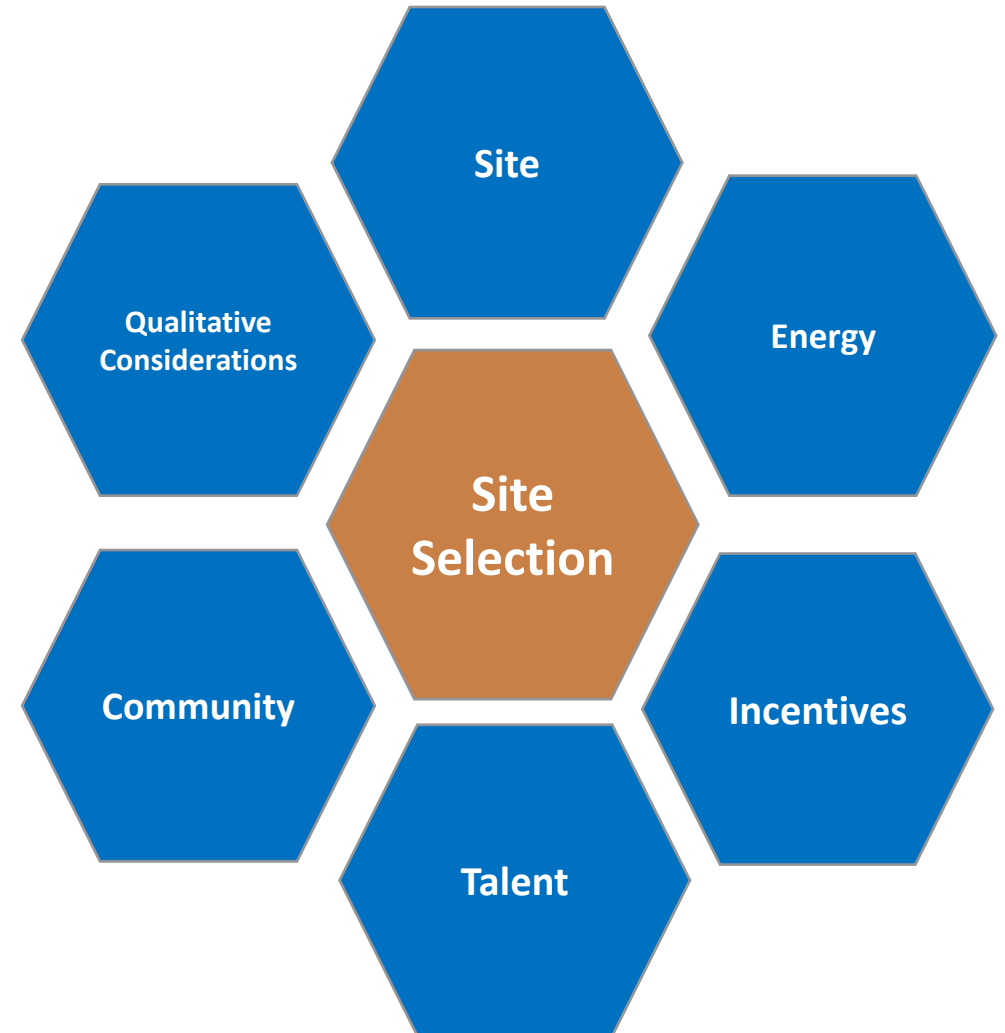 Site
Qualitative
Considerations
Energy
Site
Selection
Community
Incentives
Talent